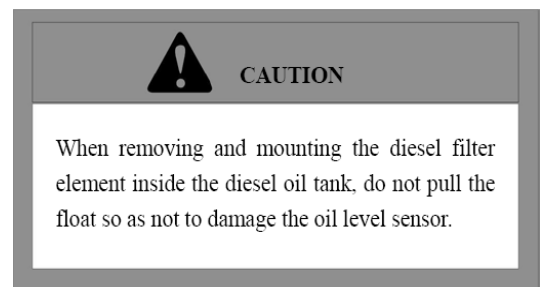 CAUTION
When removing and mounting the diesel filter
element inside the diesel oil tank, do not pull the
float so as not to damage the oil level sensor.